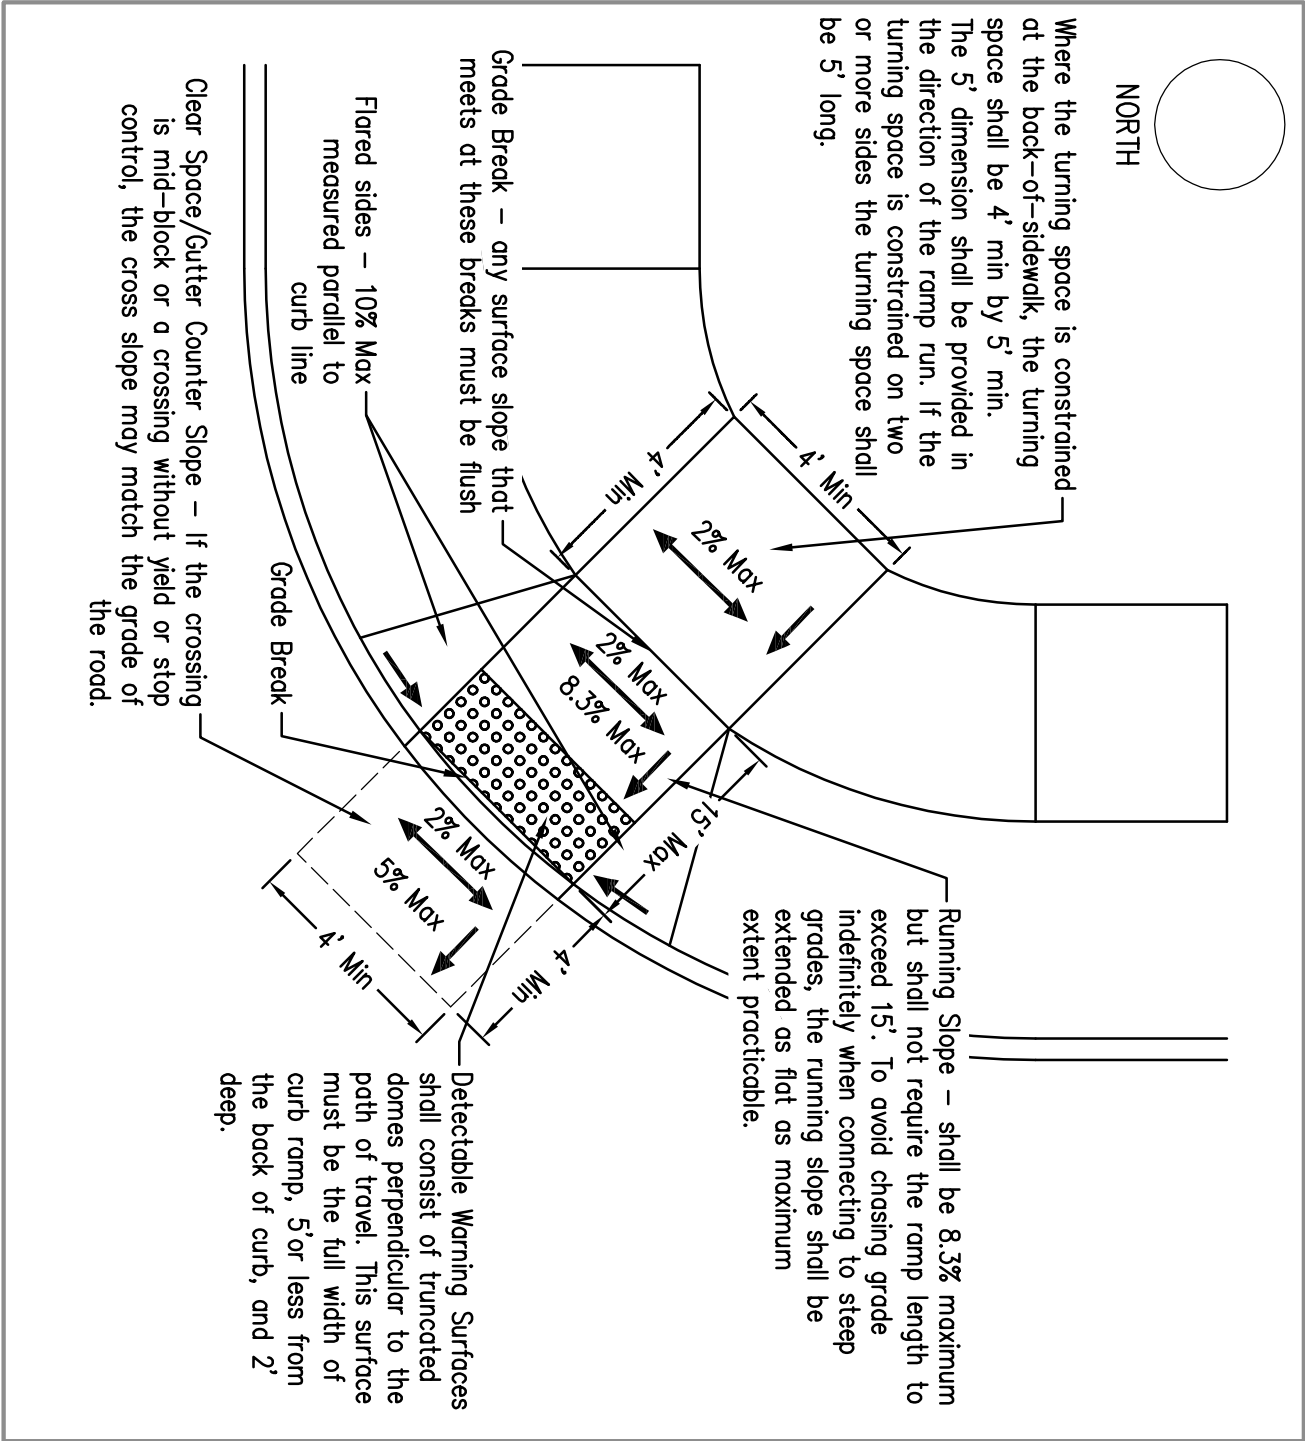 NORTH
Where the turning space is constrained
at the back-of-sidewalk, the turning
space shall be 4' min by 5' min.
The 5' dimension shall be provided in
the direction of the ramp run. If the
turning space is constrained on two
or more sides the turning space shall
be 5' long.
Grade Break - any surface slope that
meets at these breaks must be flush
Flared sides - 10% Max
measured parallel to
curb line
Clear Space/Gutter Counter Slope - If the crossing
is mid-block or a crossing without yield or stop
control, the cross slope may match the grade of
the road.
Grade Break
4' Min
4' Min
2% Max
2% Max
8.3% Max
15' Max
2% Max
5% Max
4' Min
4' Min
Running Slope - shall be 8.3% maximum
but shall not require the ramp length to
exceed 15'. To avoid chasing grade
indefinitely when connecting to steep
grades, the running slope shall be
extended as flat as maximum
extent practicable.
Detectable Warning Surfaces
shall consist of truncated
domes perpendicular to the
path of travel. This surface
must be the full width of
curb ramp, 5'or less from
the back of curb, and 2'
deep.